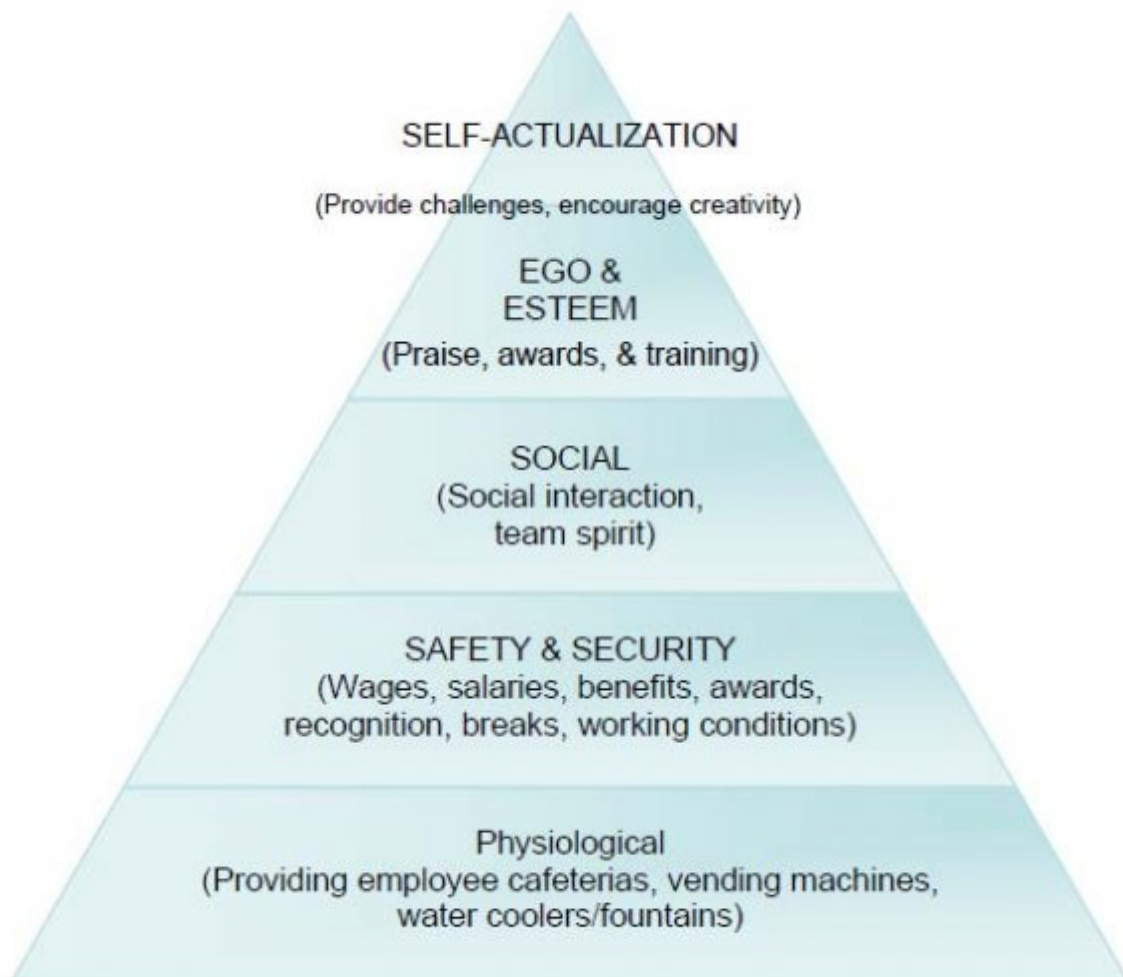 SELF-ACTUALIZATION
(Provide challenges, encourage creativity)
EGO &
ESTEEM
(Praise, awards, & training)
SOCIAL
(Social interaction,
team spirit)
SAFETY & SECURITY
(Wages, salaries, benefits, awards,
recognition, breaks, working conditions)
Physiological
(Providing employee cafeterias, vending machines,
water coolers/fountains)